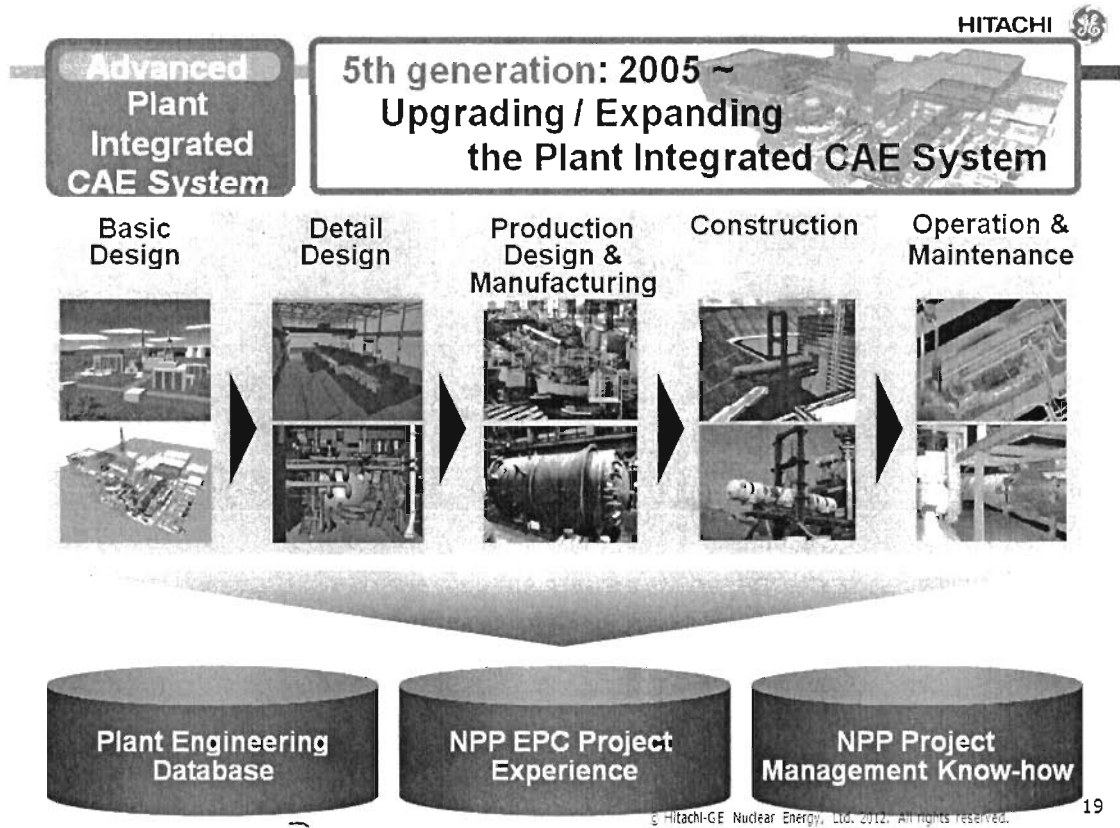 HITACHI
Advanced
Plant
Integrated
CAE System
5th generation: 2005 ~
Upgrading / Expanding
the Plant Integrated CAE System
Basic
Design
Detail
Design
Production
Design &
Manufacturing
Construction
Operation &
Maintenance
Plant Engineering
Database
NPP EPC Project
Experience
NPP Project
Management Know-how
© Hitachi-GE Nuclear Energy, Ltd. 2012. All rights reserved.
19